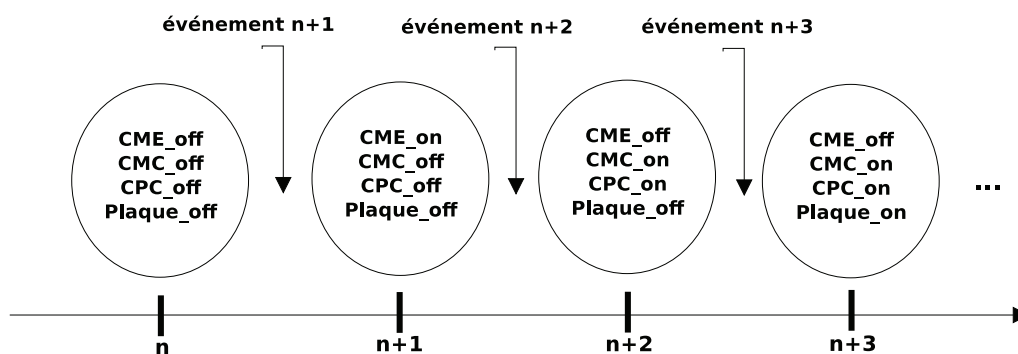 événement n+1
événement n+2
événement n+3
CME_off
CMC_off
CPC_off
Plaque_off
CME_on
CMC_off
CPC_off
Plaque_off
CME_off
CMC_on
CPC_on
Plaque_off
CME_off
CMC_on
CPC_on
Plaque_on
...
n
n+1
n+2
n+3